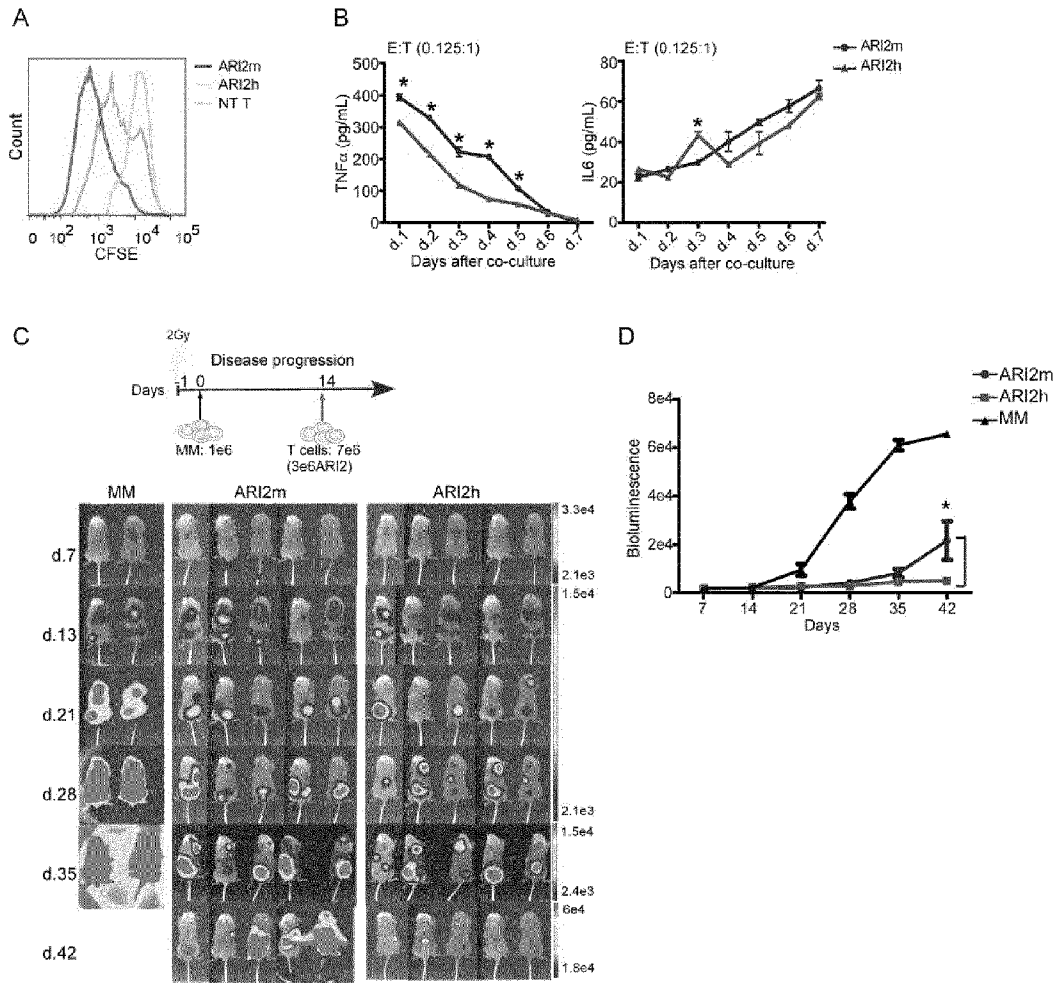 A
ARI2m
ARI2h
NT T
Count
0 10² 10³ 10⁴ 10⁵
CFSE
B
E:T (0.125:1)
TNFα (pg/mL)
500
400
300
200
100
0
* * * * *
d.1 d.2 d.3 d.4 d.5 d.6 d.7
Days after co-culture
E:T (0.125:1)
IL6 (pg/mL)
80
60
40
20
0
*
d.1 d.2 d.3 d.4 d.5 d.6 d.7
Days after co-culture
ARI2m
ARI2h
C
2Gy
Disease progression
Days -1 0 14
MM: 1e6
T cells: 7e6
(3e6ARI2)
MM ARI2m ARI2h
d.7
d.13
d.21
d.28
d.35
d.42
3.3e4
2.1e3
1.5e4
2.1e3
1.5e4
2.4e3
6e4
1.8e4
D
ARI2m
ARI2h
MM
Bioluminescence
8e4
6e4
4e4
2e4
0
*
7 14 21 28 35 42
Days